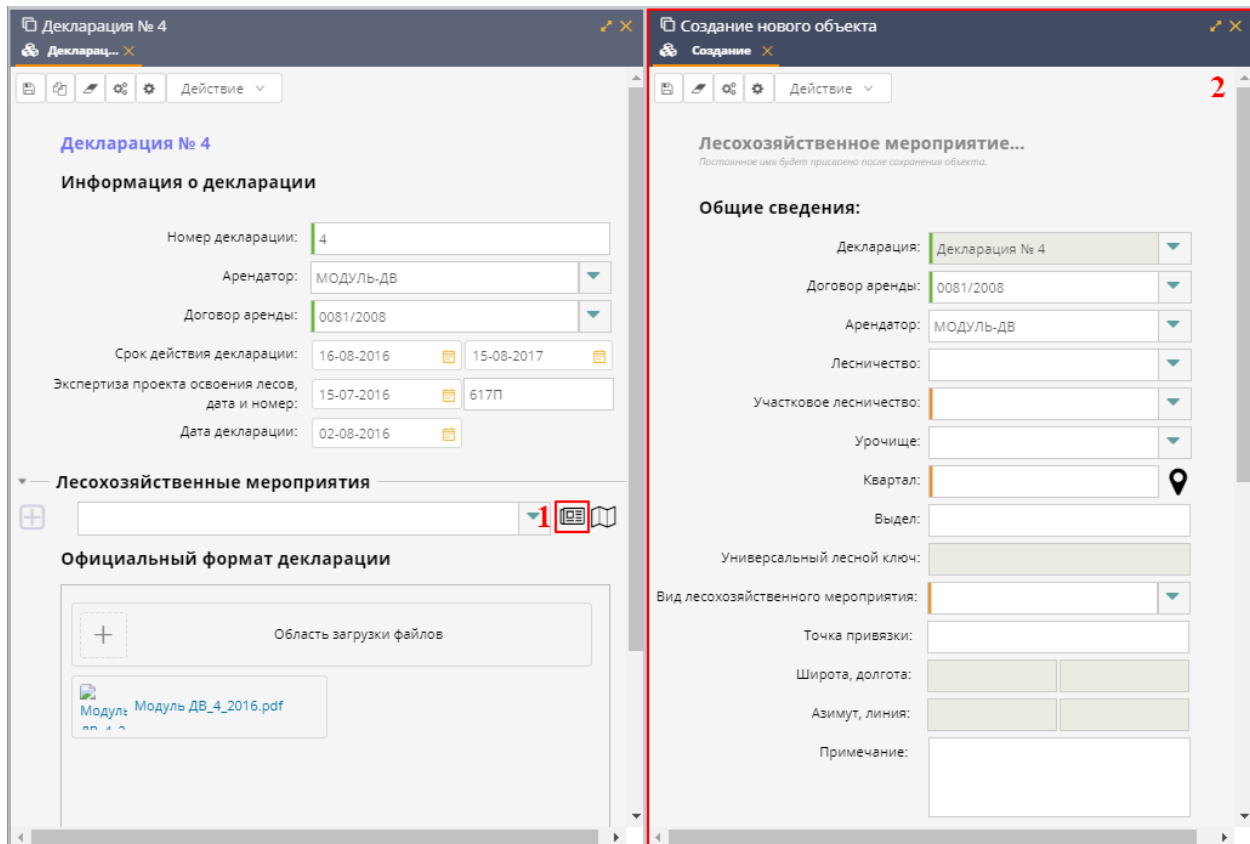 Декларация № 4
Декларац...
Действие
Декларация № 4
Информация о декларации
Номер декларации: 4
Арендатор: МОДУЛЬ-ДВ
Договор аренды: 0081/2008
Срок действия декларации: 16-08-2016 15-08-2017
Экспертиза проекта освоения лесов,
дата и номер: 15-07-2016 617П
Дата декларации: 02-08-2016
Лесохозяйственные мероприятия
1
Официальный формат декларации
Область загрузки файлов
Модуль Модуль ДВ_4_2016.pdf
Создание нового объекта
Создание
Действие
2
Лесохозяйственное мероприятие...
Постоянное имя будет присвоено после сохранения объекта.
Общие сведения:
Декларация: Декларация № 4
Договор аренды: 0081/2008
Арендатор: МОДУЛЬ-ДВ
Лесничество:
Участковое лесничество:
Урочище:
Квартал:
Выдел:
Универсальный лесной ключ:
Вид лесохозяйственного мероприятия:
Точка привязки:
Широта, долгота:
Азимут, линия:
Примечание: